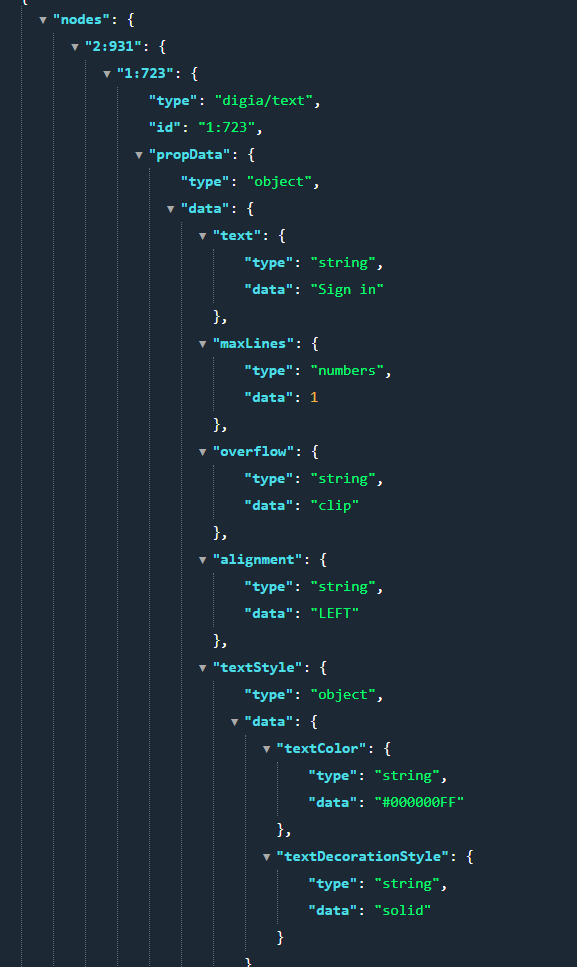 {
"nodes": {
"2:931": {
"1:723": {
"type": "digia/text",
"id": "1:723",
"propData": {
"type": "object",
"data": {
"text": {
"type": "string",
"data": "Sign in"
},
"maxLines": {
"type": "numbers",
"data": 1
},
"overflow": {
"type": "string",
"data": "clip"
},
"alignment": {
"type": "string",
"data": "LEFT"
},
"textStyle": {
"type": "object",
"data": {
"textColor": {
"type": "string",
"data": "#000000FF"
},
"textDecorationStyle": {
"type": "string",
"data": "solid"
}
}